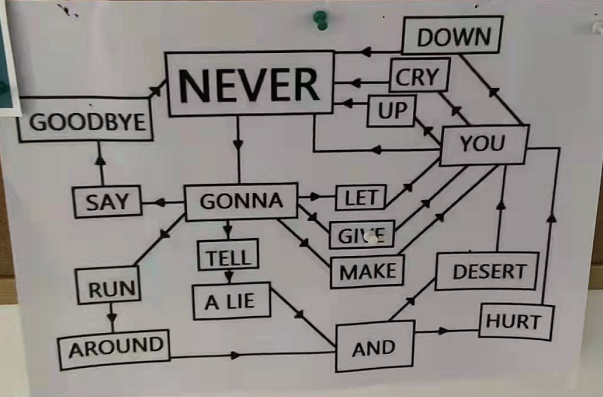 DOWN
CRY
NEVER
UP
GOODBYE
YOU
SAY
GONNA
LET
GIVE
TELL
MAKE
DESERT
RUN
A LIE
HURT
AROUND
AND